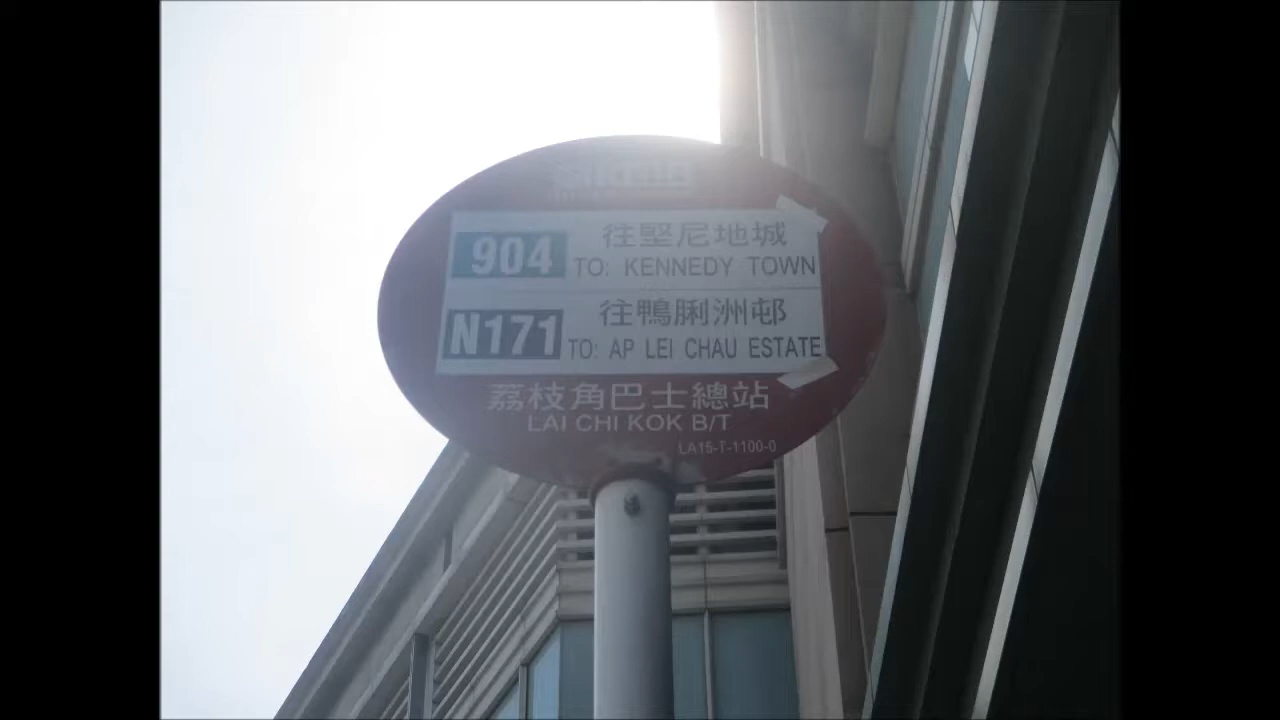 KMB
904
往堅尼地城
TO: KENNEDY TOWN
N171
往鴨脷洲邨
TO: AP LEI CHAU ESTATE
荔枝角巴士總站
LAI CHI KOK B/T
LA15-T-1100-0